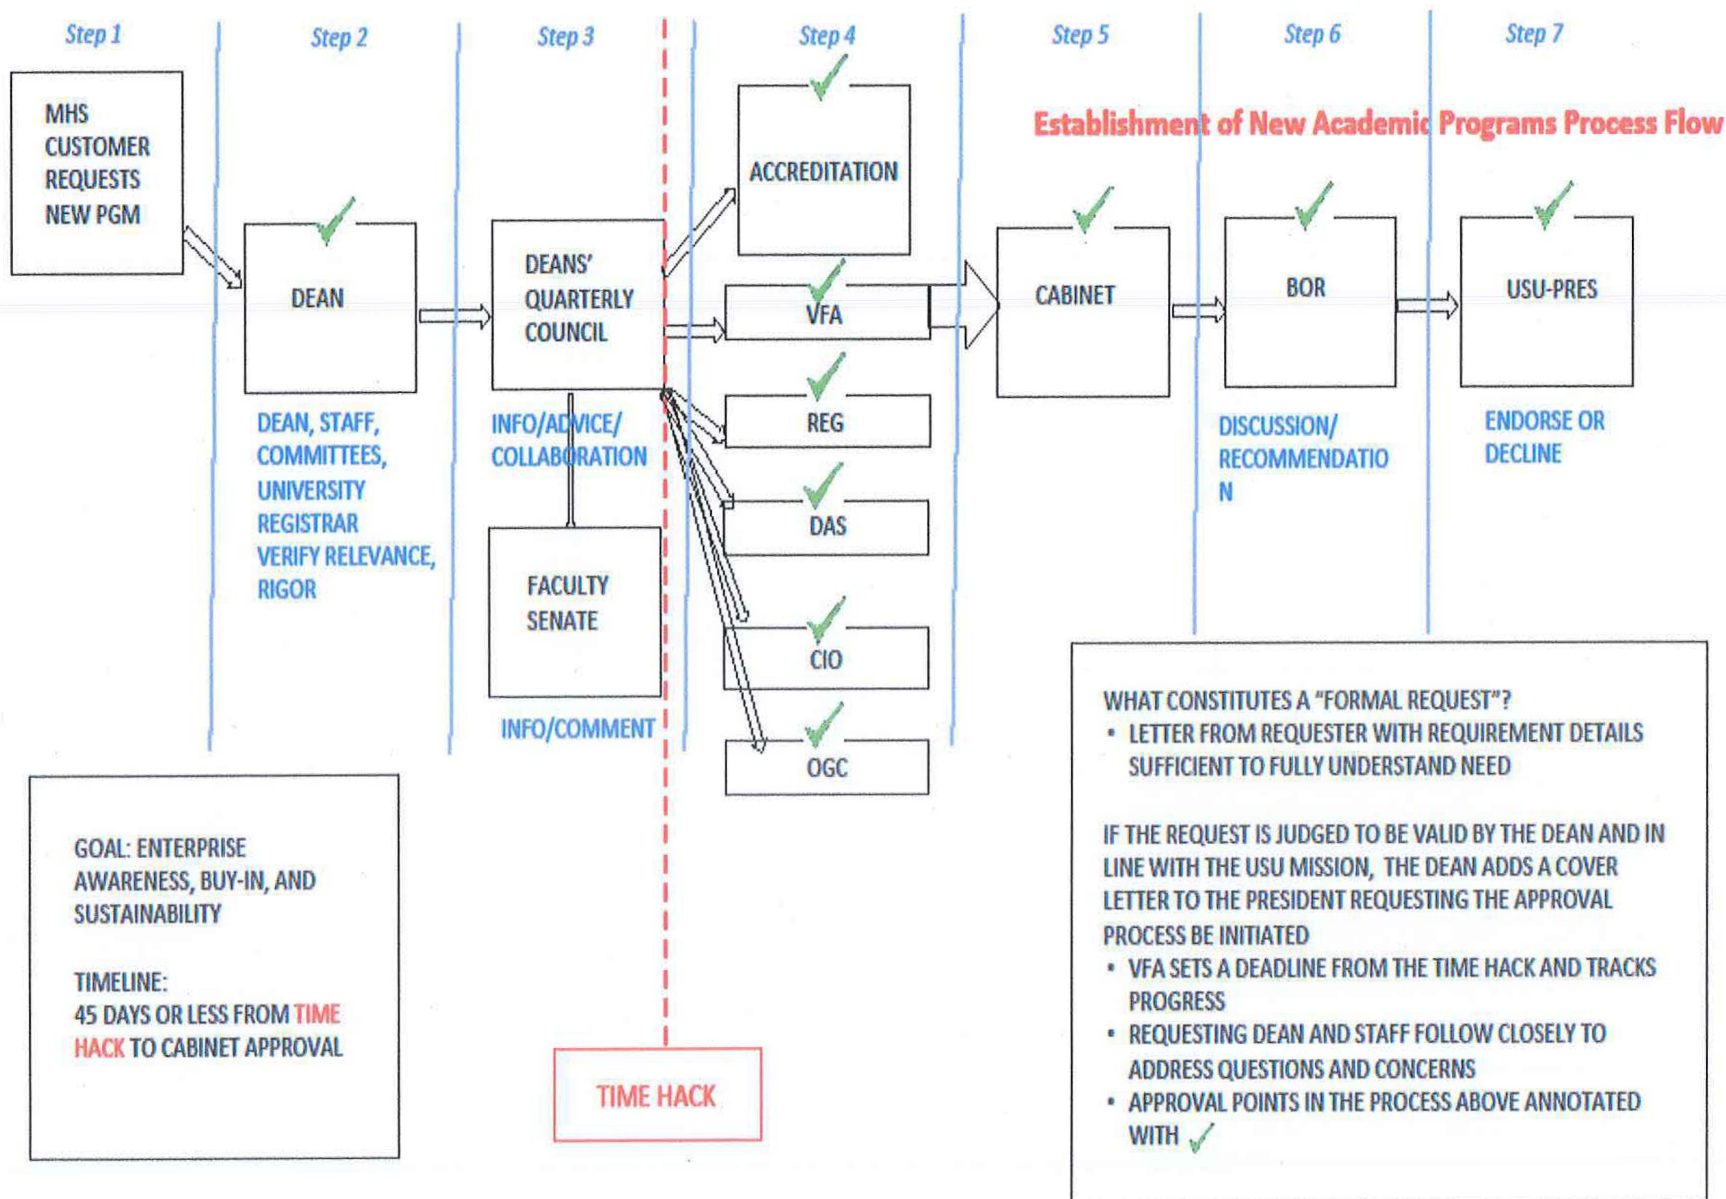 Step 1
Step 2
Step 3
Step 4
Step 5
Step 6
Step 7
Establishment of New Academic Programs Process Flow
MHS
CUSTOMER
REQUESTS
NEW PGM
DEAN
DEAN, STAFF,
COMMITTEES,
UNIVERSITY
REGISTRAR
VERIFY RELEVANCE,
RIGOR
DEANS'
QUARTERLY
COUNCIL
INFO/ADVICE/
COLLABORATION
FACULTY
SENATE
INFO/COMMENT
ACCREDITATION
VFA
REG
DAS
CIO
OGC
CABINET
BOR
DISCUSSION/
RECOMMENDATIO
N
USU-PRES
ENDORSE OR
DECLINE
GOAL: ENTERPRISE
AWARENESS, BUY-IN, AND
SUSTAINABILITY
TIMELINE:
45 DAYS OR LESS FROM TIME
HACK TO CABINET APPROVAL
TIME HACK
WHAT CONSTITUTES A "FORMAL REQUEST"?
• LETTER FROM REQUESTER WITH REQUIREMENT DETAILS
SUFFICIENT TO FULLY UNDERSTAND NEED
IF THE REQUEST IS JUDGED TO BE VALID BY THE DEAN AND IN
LINE WITH THE USU MISSION, THE DEAN ADDS A COVER
LETTER TO THE PRESIDENT REQUESTING THE APPROVAL
PROCESS BE INITIATED
• VFA SETS A DEADLINE FROM THE TIME HACK AND TRACKS
PROGRESS
• REQUESTING DEAN AND STAFF FOLLOW CLOSELY TO
ADDRESS QUESTIONS AND CONCERNS
• APPROVAL POINTS IN THE PROCESS ABOVE ANNOTATED
WITH ✓